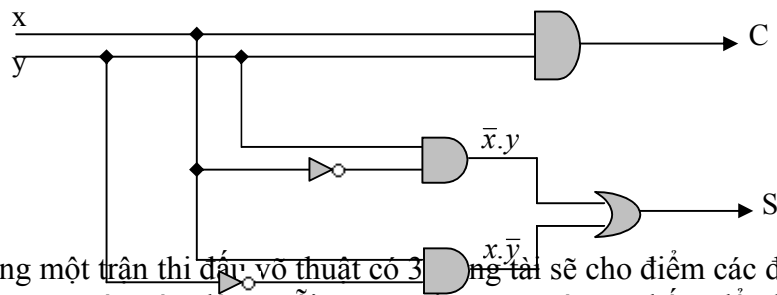 x
y
C
x̅.y
S
x.y̅
ng một trận thi đấu võ thuật có 3 ng tài sẽ cho điểm các đ